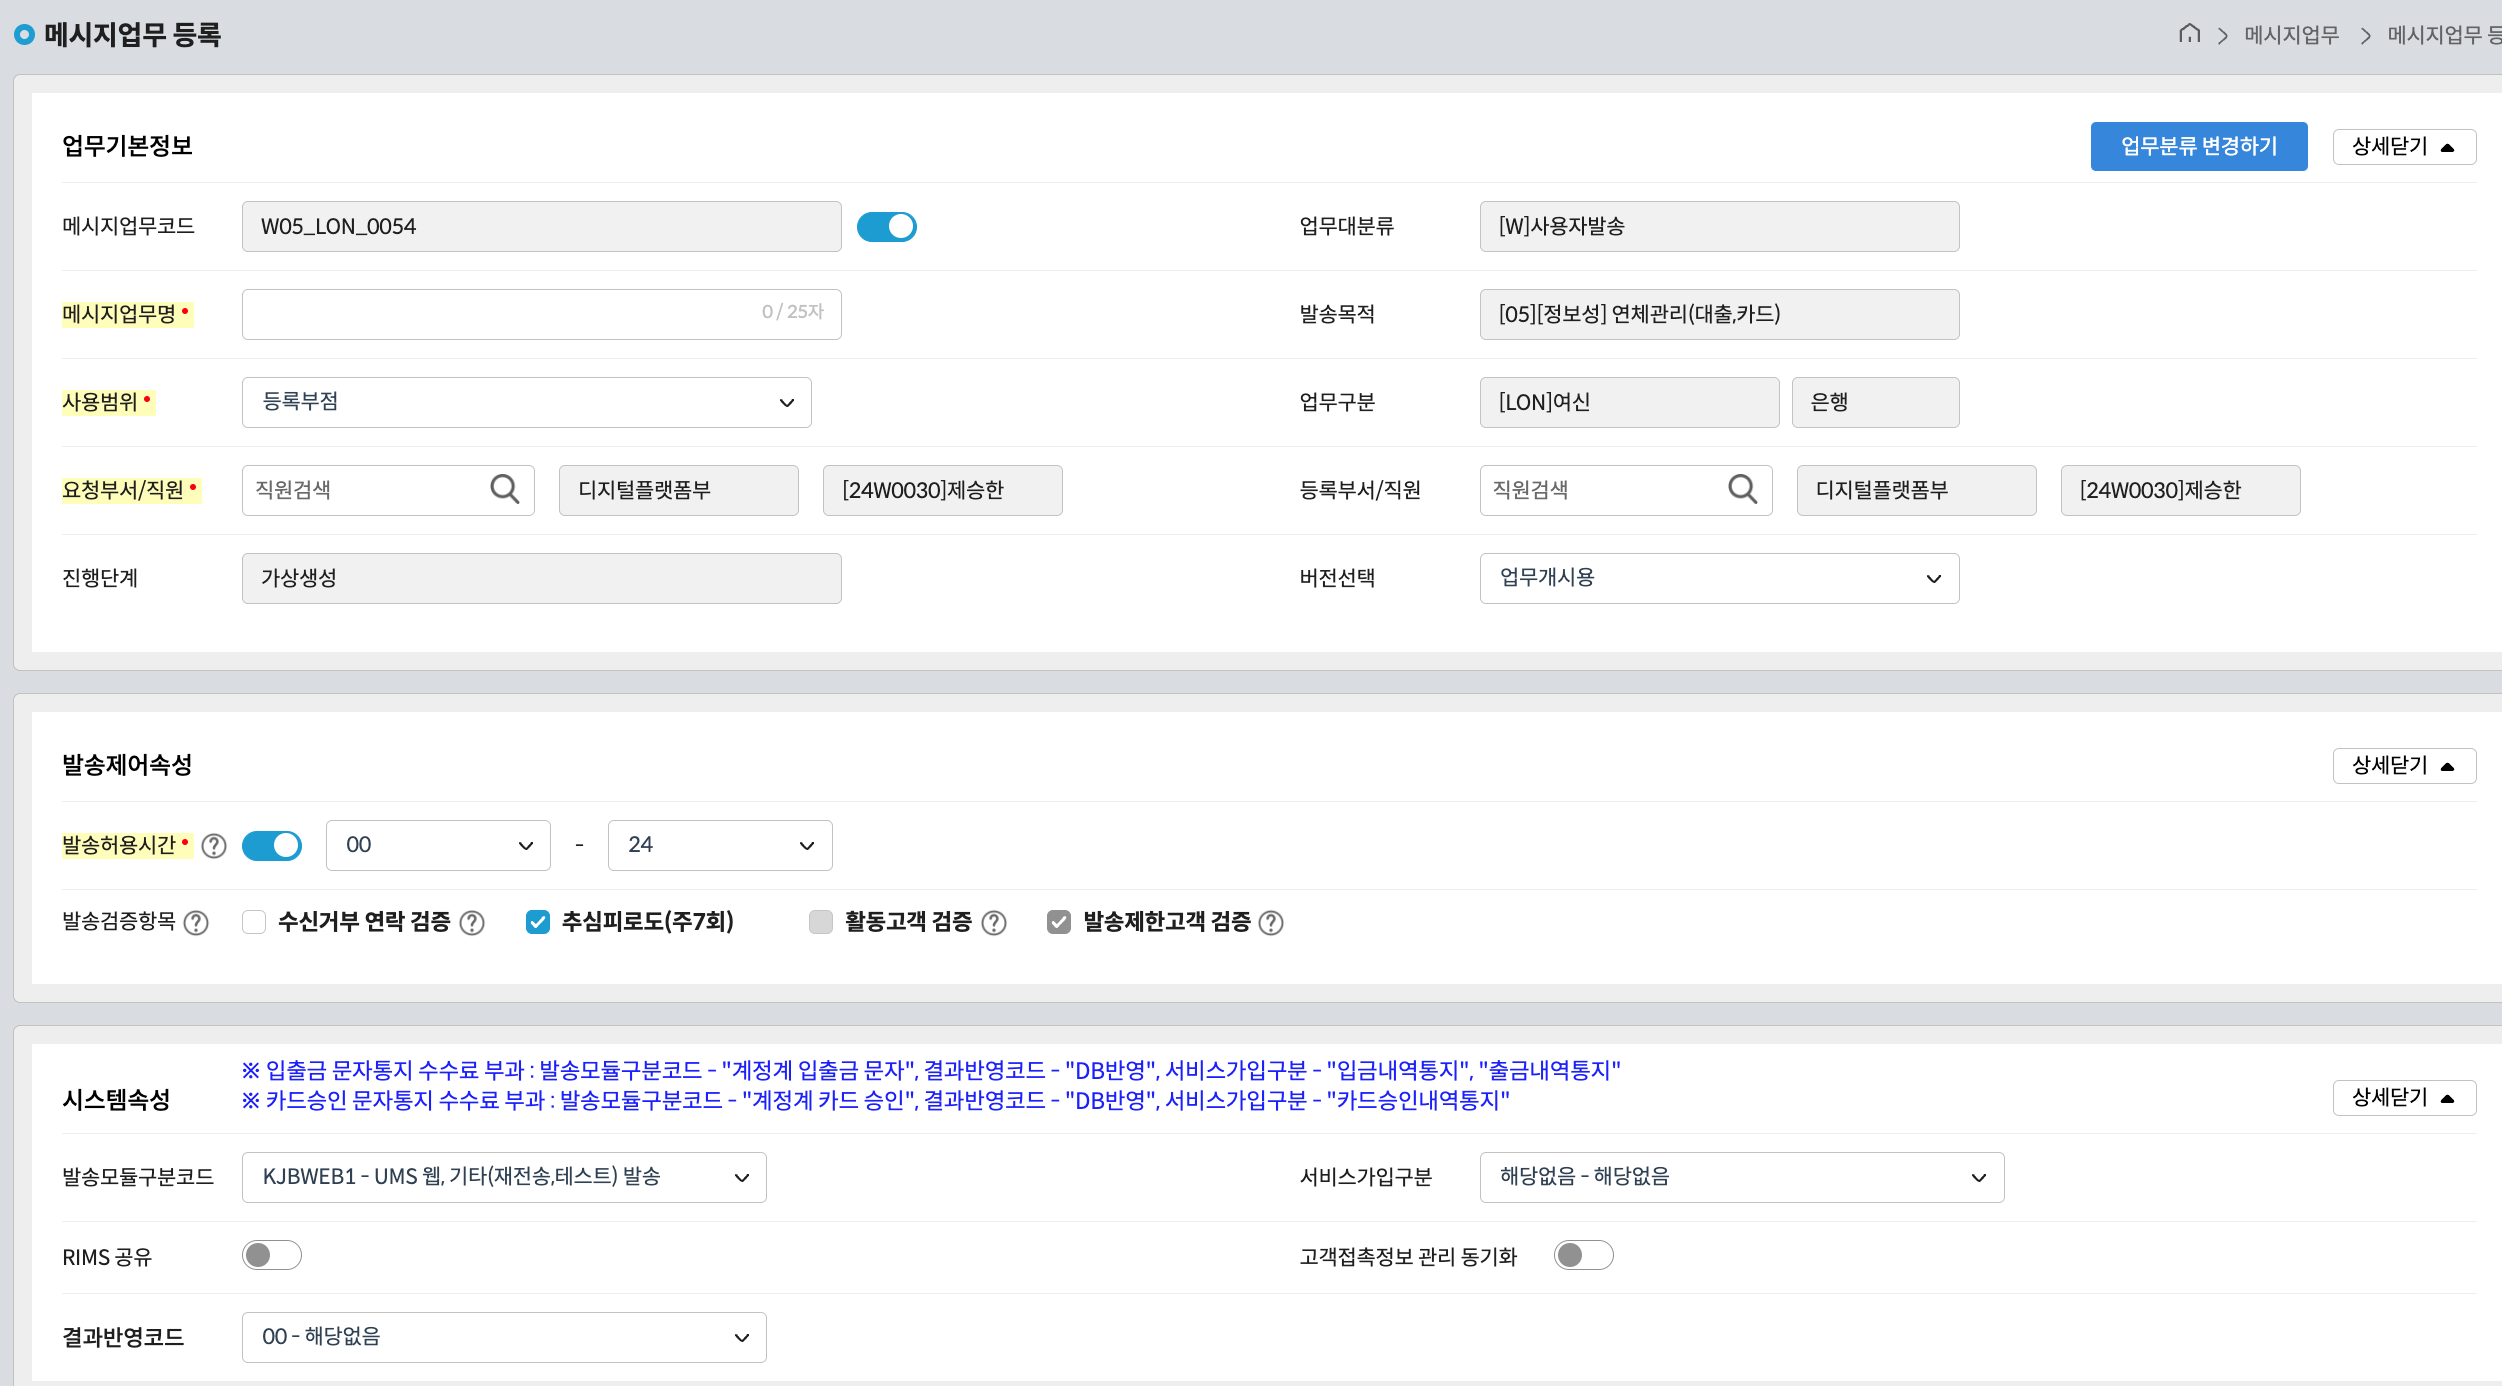 메시지업무 등록
메시지업무 > 메시지업무 등
업무기본정보
업무분류 변경하기
상세닫기
메시지업무코드 W05_LON_0054
업무대분류 [W]사용자발송
메시지업무명 0 / 25자
발송목적 [05][정보성] 연체관리(대출,카드)
사용범위 등록부점
업무구분 [LON]여신 은행
요청부서/직원 직원검색 디지털플랫폼부 [24W0030]제승한
등록부서/직원 직원검색 디지털플랫폼부 [24W0030]제승한
진행단계 가상생성
버전선택 업무개시용
발송제어속성
상세닫기
발송허용시간 00 - 24
발송검증항목 수신거부 연락 검증 추심피로도(주7회) 활동고객 검증 발송제한고객 검증
시스템속성
※ 입출금 문자통지 수수료 부과 : 발송모듈구분코드 - "계정계 입출금 문자", 결과반영코드 - "DB반영", 서비스가입구분 - "입금내역통지", "출금내역통지"
※ 카드승인 문자통지 수수료 부과 : 발송모듈구분코드 - "계정계 카드 승인", 결과반영코드 - "DB반영", 서비스가입구분 - "카드승인내역통지"
상세닫기
발송모듈구분코드 KJBWEB1 - UMS 웹, 기타(재전송,테스트) 발송
서비스가입구분 해당없음 - 해당없음
RIMS 공유
고객접촉정보 관리 동기화
결과반영코드 00 - 해당없음